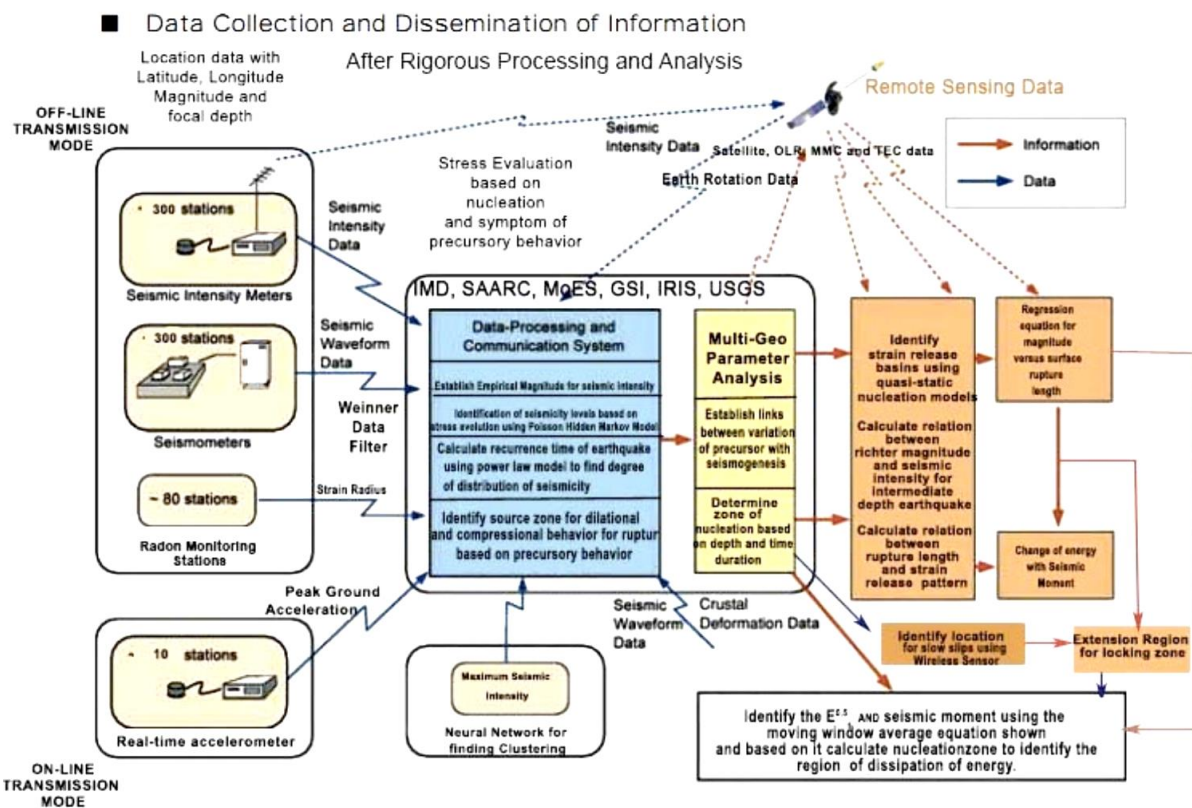 ■ Data Collection and Dissemination of Information
After Rigorous Processing and Analysis
Location data with
Latitude, Longitude
Magnitude and
focal depth
OFF-LINE
TRANSMISSION
MODE
300 stations
Seismic Intensity Meters
300 stations
Seismometers
~ 80 stations
Radon Monitoring
Stations
10 stations
Real-time accelerometer
ON-LINE
TRANSMISSION
MODE
Seismic
Intensity
Data
Seismic
Waveform
Data
Weinner
Data
Filter
Strain Radius
Peak Ground
Acceleration
Stress Evaluation
based on
nucleation
and symptom of
precursory behavior
Seismic
Intensity Data
Remote Sensing Data
Satellite, OLR, MMC and TEC data
Earth Rotation Data
Information
Data
IMD, SAARC, MoES, GSI, IRIS, USGS
Data-Processing and
Communication System
Establish Empirical Magnitude for seismic intensity
Identification of seismicity levels based on
stress evolution using Poisson Hidden Markov Model
Calculate recurrence time of earthquake
using power law model to find degree
of distribution of seismicity
Identify source zone for dilational
and compressional behavior for ruptur
based on precursory behavior
Multi-Geo
Parameter
Analysis
Establish links
between variation
of precursor with
seismogenesis
Determine
zone of
nucleation based
on depth and time
duration
Identify
strain release
basins using
quasi-static
nucleation models
Calculate relation
between
richter magnitude
and seismic
intensity for
intermediate
depth earthquake
Calculate relation
between
rupture length
and strain
release pattern
Regression
equation for
magnitude
versus surface
rupture
length
Change of energy
with Seismic
Moment
Identify location
for slow slips using
Wireless Sensor
Extension Region
for locking zone
Seismic
Waveform
Data
Crustal
Deformation Data
Maximum Seismic
Intensity
Neural Network for
finding Clustering
Identify the E⁰·⁵, AND seismic moment using the
moving window average equation shown
and based on it calculate nucleationzone to identify the
region of dissipation of energy.